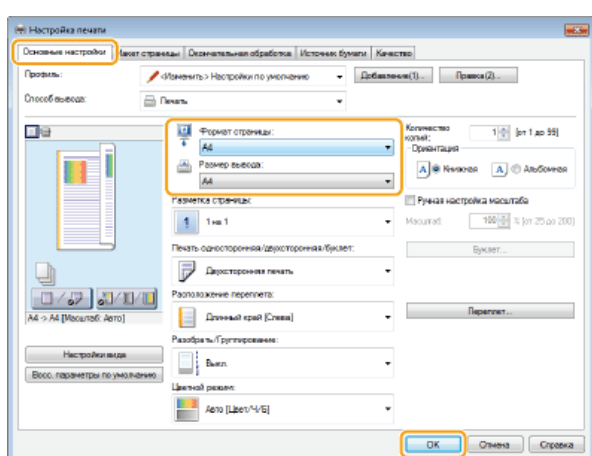 Настройка печати
Основные настройки Макет страницы Окончательная обработка Источник бумаги Качество
Профиль: <Изменить> Настройки по умолчанию Добавление(1)... Правка(2)...
Способ вывода: Печать
Формат страницы:
A4
Размер вывода:
A4
Количество копий: 1 [от 1 до 99]
Ориентация
A Книжная A Альбомная
Разметка страницы:
1 на 1
Ручная настройка масштаба
Масштаб: 100 % [от 25 до 200]
Печать односторонняя/двухсторонняя/буклет:
Двухсторонняя печать
Буклет...
A4 -> A4 [Масштаб: Авто]
Расположение переплета:
Длинный край [Слева]
Переплет...
Настройки вида
Восс. параметры по умолчанию
Разобрать/Группирование:
Выкл.
Цветной режим:
Авто [Цвет/Ч/Б]
OK Отмена Справка